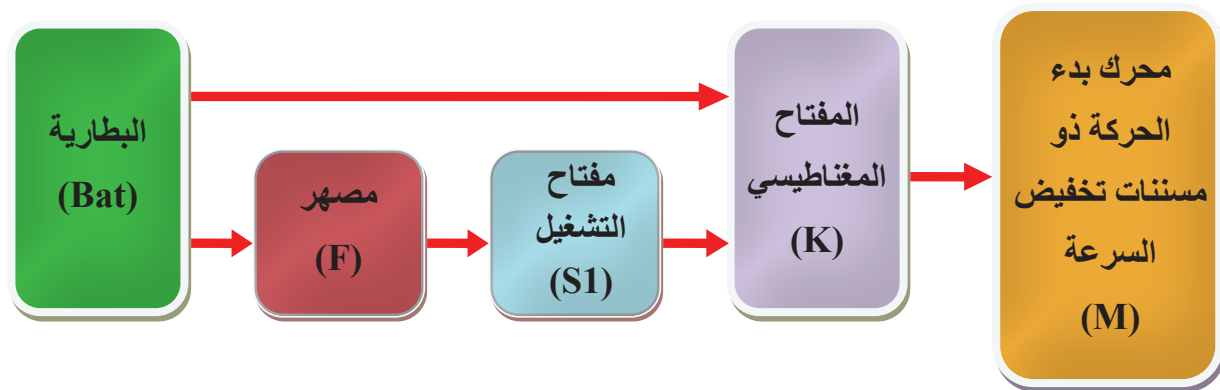 البطارية
(Bat)
مصهر
(F)
مفتاح
التشغيل
(S1)
المفتاح
المغناطيسي
(K)
محرك بدء
الحركة ذو
مسننات تخفيض
السرعة
(M)